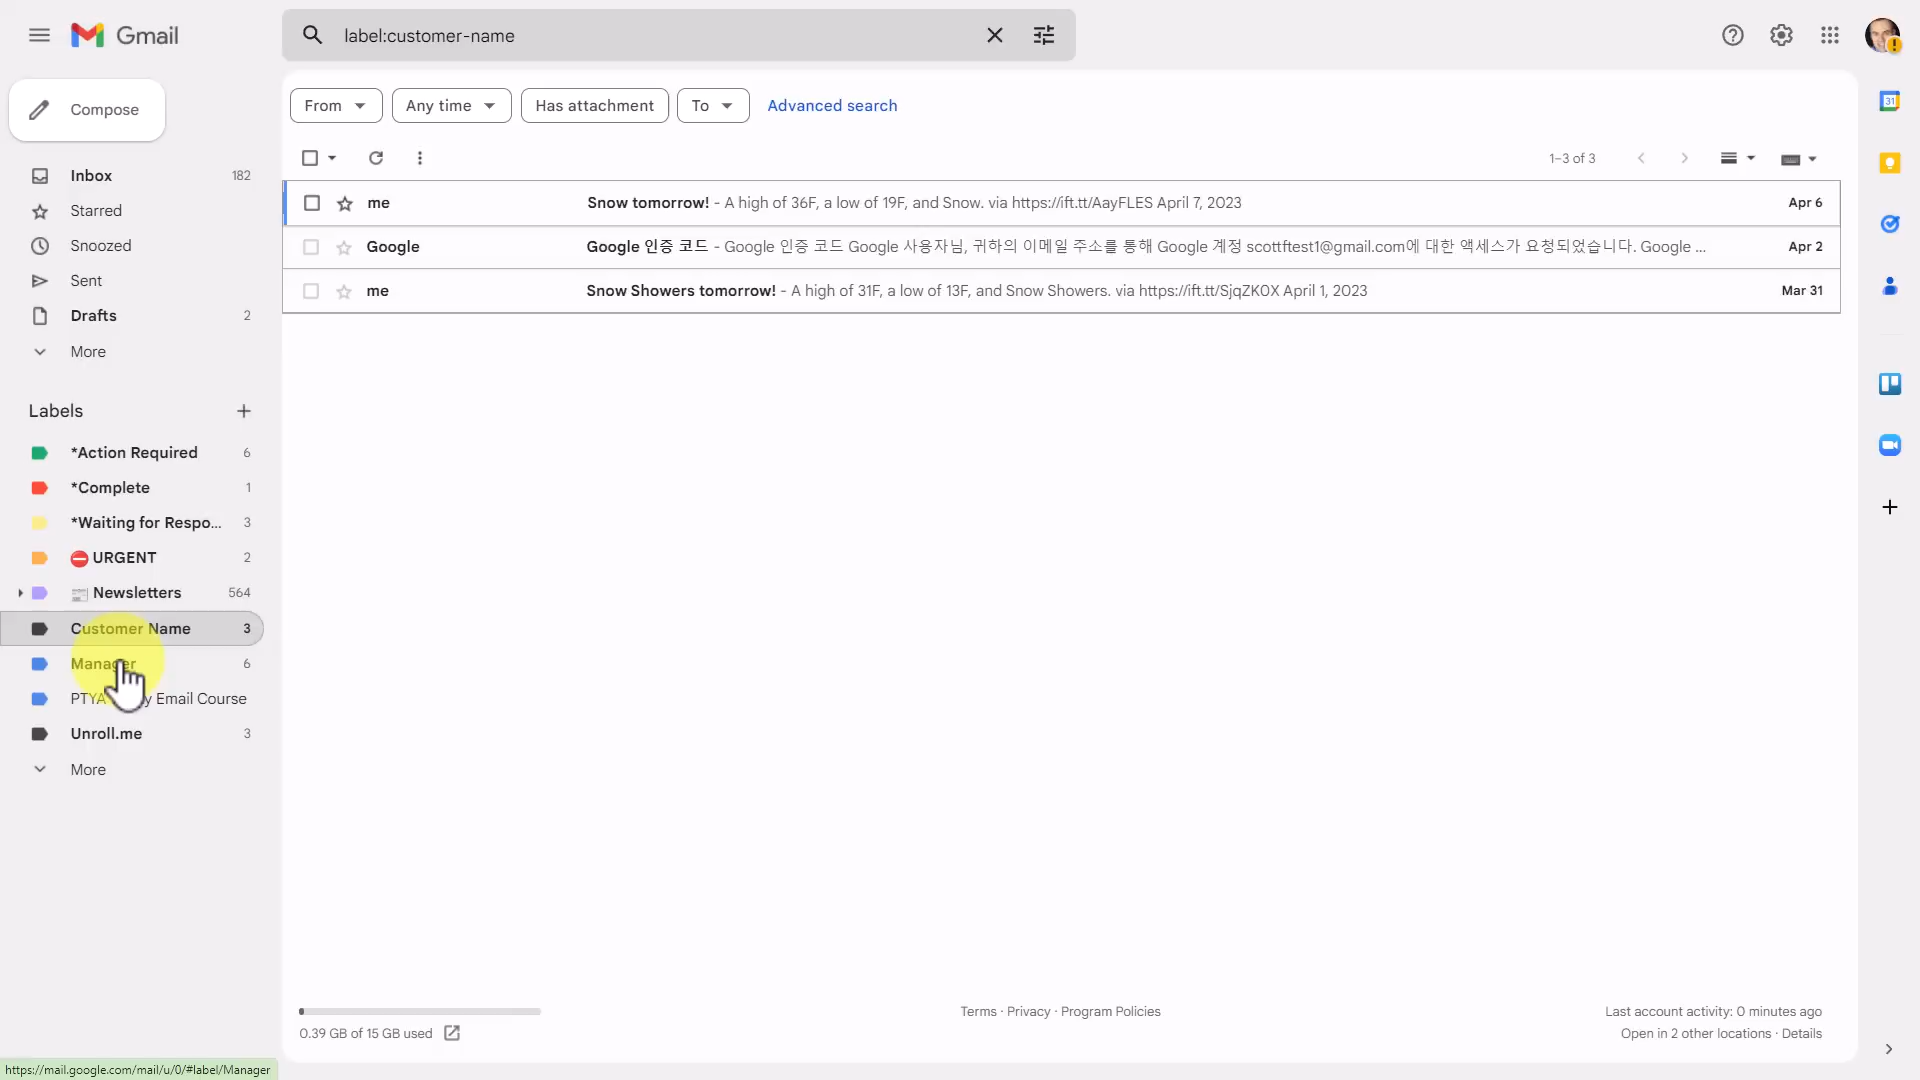 Gmail
label:customer-name
Compose
From
Any time
Has attachment
To
Advanced search
1–3 of 3
Inbox 182
Starred
Snoozed
Sent
Drafts 2
More
me Snow tomorrow! - A high of 36F, a low of 19F, and Snow. via https://ift.tt/AayFLES April 7, 2023 Apr 6
Google Google 인증 코드 - Google 인증 코드 Google 사용자님, 귀하의 이메일 주소를 통해 Google 계정 scottftest1@gmail.com에 대한 액세스가 요청되었습니다. Google ... Apr 2
me Snow Showers tomorrow! - A high of 31F, a low of 13F, and Snow Showers. via https://ift.tt/SjqZK0X April 1, 2023 Mar 31
Labels
*Action Required 6
*Complete 1
*Waiting for Respo... 3
URGENT 2
Newsletters 564
Customer Name 3
Manager 6
PTYA y Email Course
Unroll.me 3
More
31
0.39 GB of 15 GB used
Terms · Privacy · Program Policies
Last account activity: 0 minutes ago
Open in 2 other locations · Details
https://mail.google.com/mail/u/0/#label/Manager